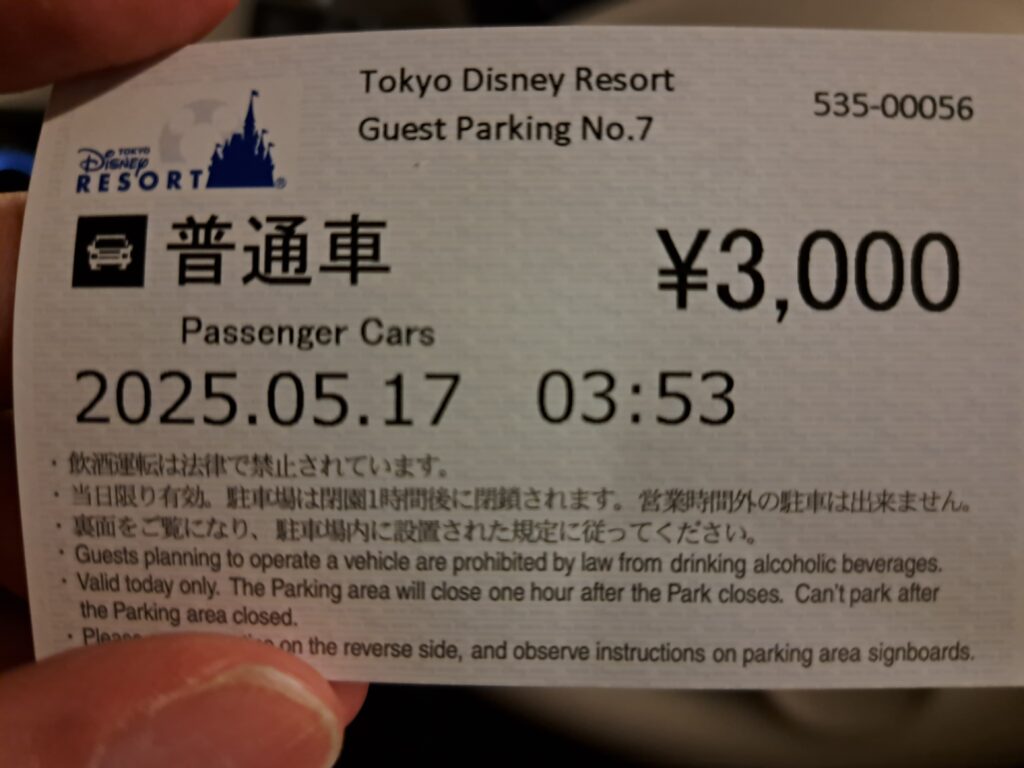 Tokyo Disney Resort
Guest Parking No.7
535-00056
TOKYO
Disney
RESORT®
普通車
¥3,000
Passenger Cars
2025.05.17 03:53
・飲酒運転は法律で禁止されています。
・当日限り有効。駐車場は閉園1時間後に閉鎖されます。営業時間外の駐車は出来ません。
・裏面をご覧になり、駐車場内に設置された規定に従ってください。
・Guests planning to operate a vehicle are prohibited by law from drinking alcoholic beverages.
・Valid today only. The Parking area will close one hour after the Park closes. Can't park after
the Parking area closed.
・Please on the reverse side, and observe instructions on parking area signboards.